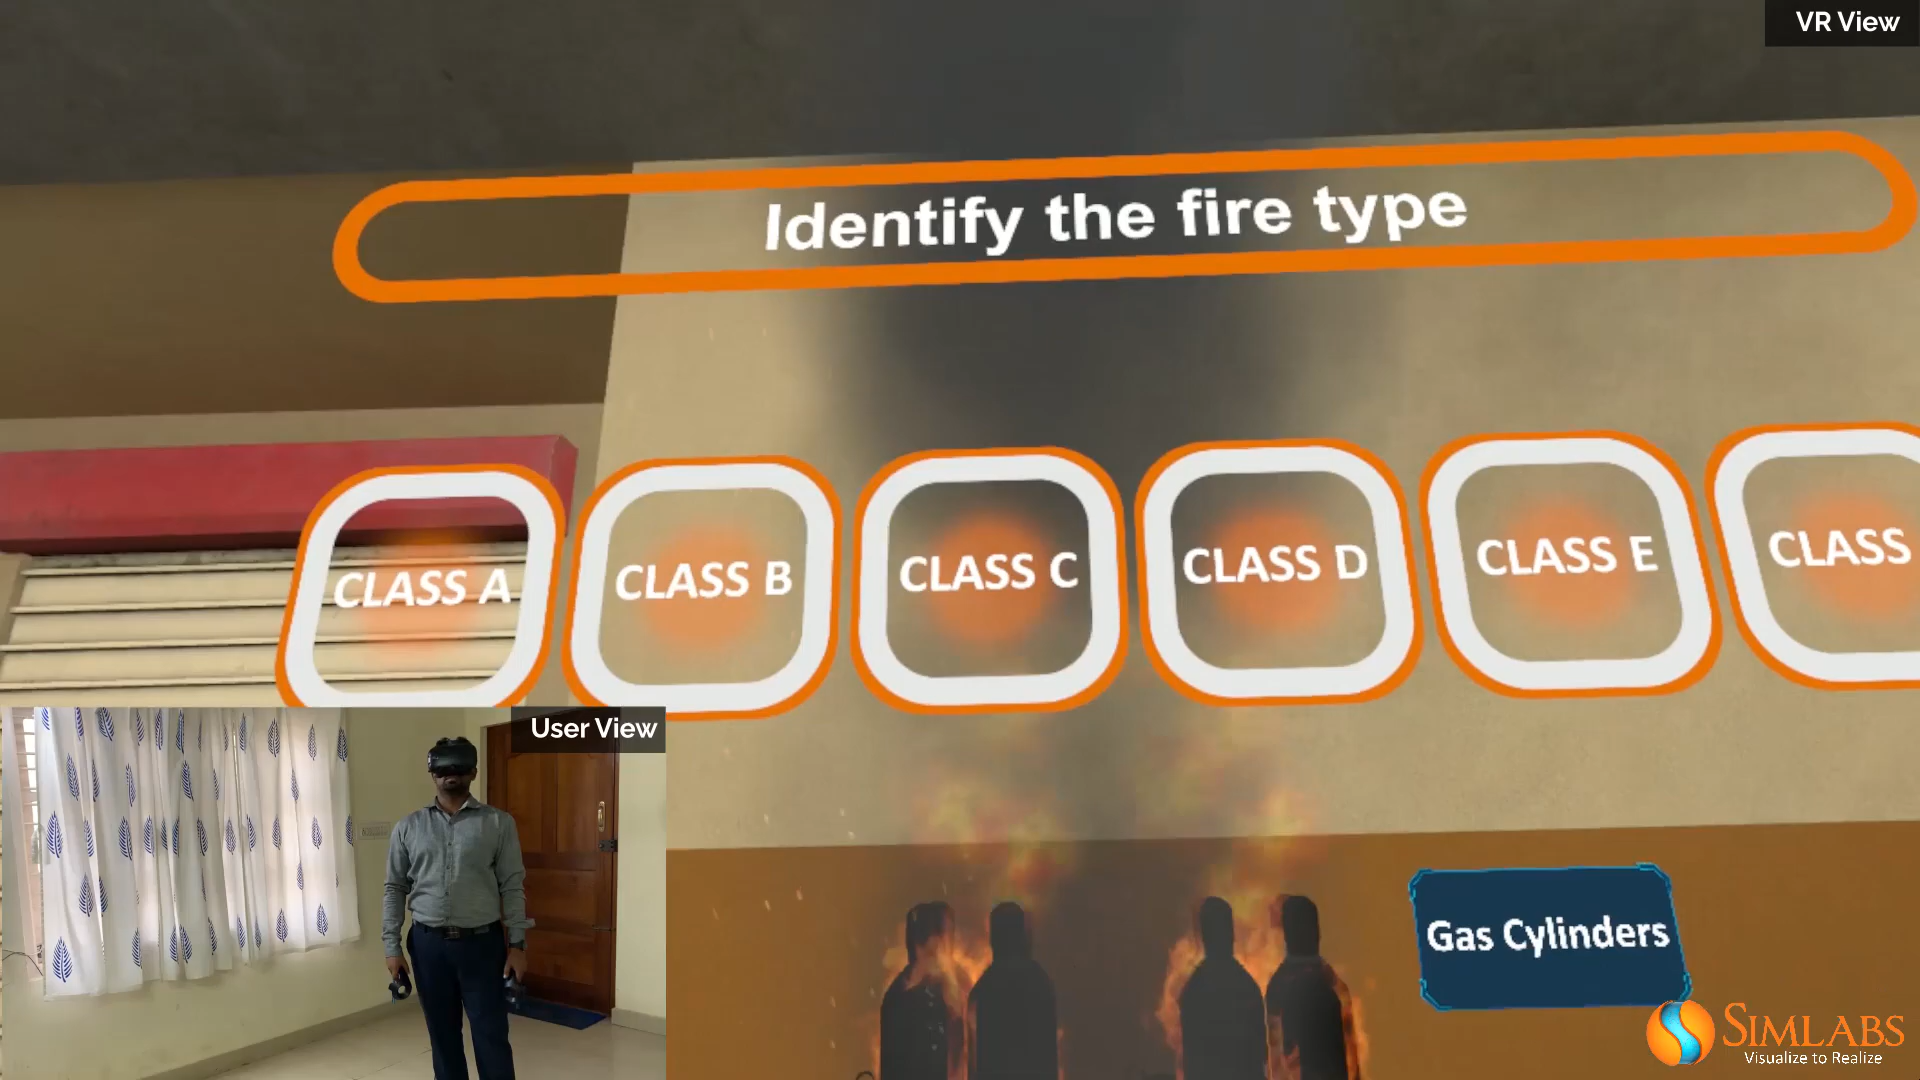 VR View
Identify the fire type
CLASS A
CLASS B
CLASS C
CLASS D
CLASS E
CLASS
User View
Gas Cylinders
SIMLABS
Visualize to Realize